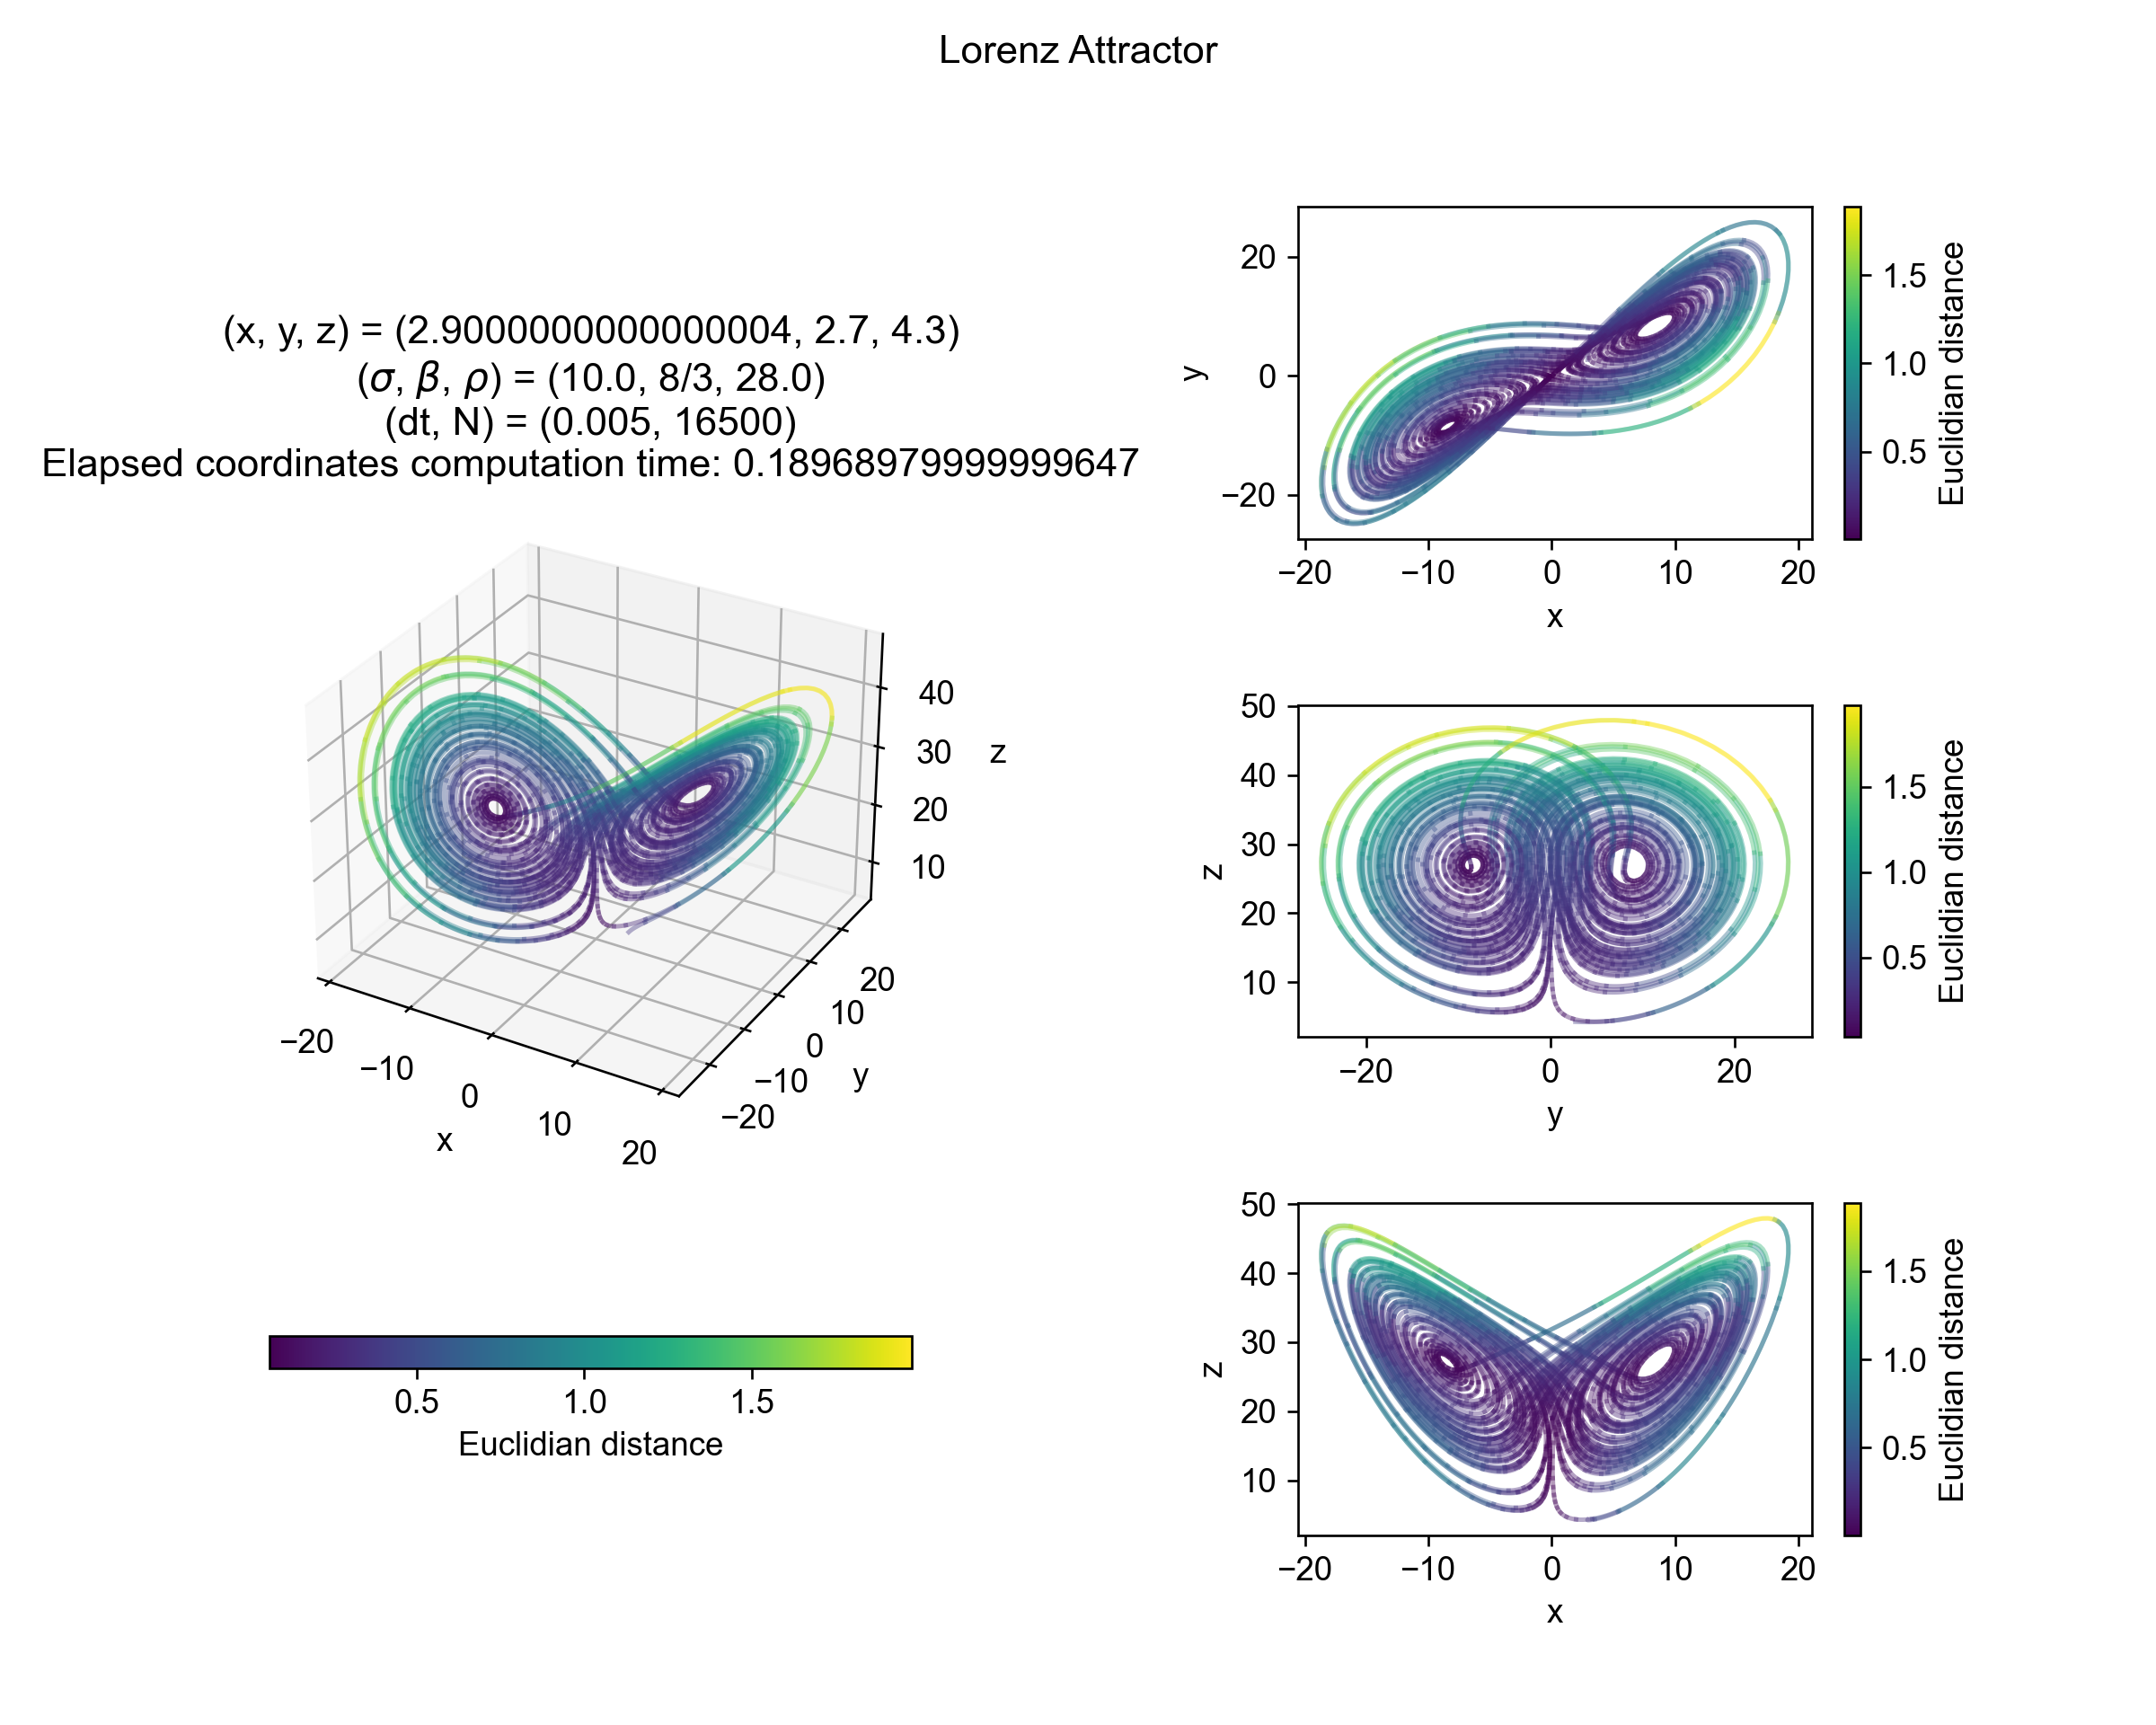 Lorenz Attractor
(x, y, z) = (2.9000000000000004, 2.7, 4.3)
(σ, β, ρ) = (10.0, 8/3, 28.0)
(dt, N) = (0.005, 16500)
Elapsed coordinates computation time: 0.18968979999999647
40
30
20
10
z
−20
−10
0
10
20
x
20
10
0
−10
−20
y
0.5
1.0
1.5
Euclidian distance
20
0
−20
y
−20
−10
0
10
20
x
1.5
1.0
0.5
Euclidian distance
50
40
30
20
10
z
−20
0
20
y
1.5
1.0
0.5
Euclidian distance
50
40
30
20
10
z
−20
−10
0
10
20
x
1.5
1.0
0.5
Euclidian distance